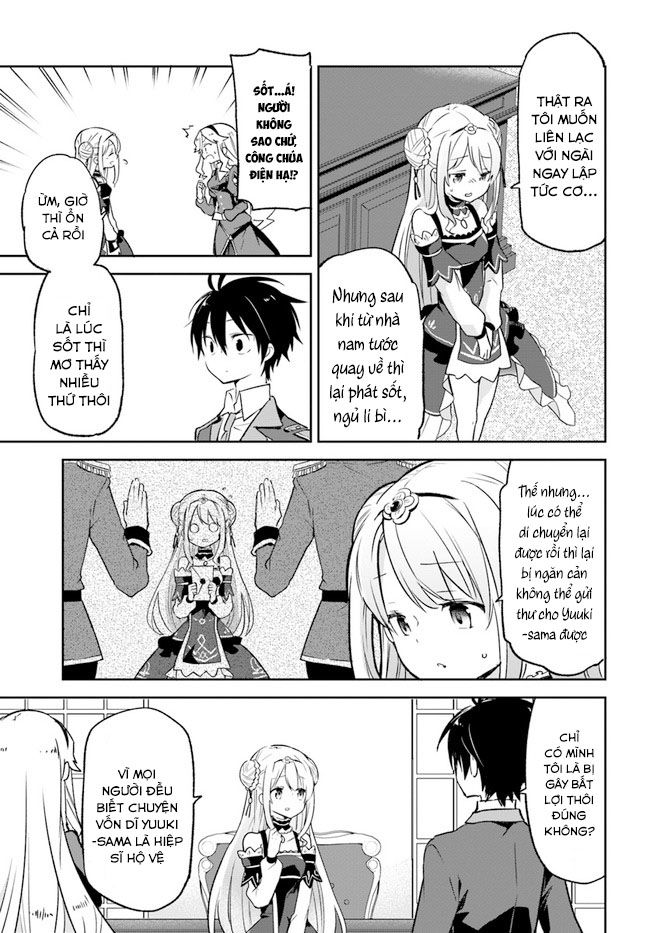 THẬT RA
TÔI MUỐN
LIÊN LẠC
VỚI NGÀI
NGAY LẬP
TỨC CƠ...
Nhưng sau
khi từ nhà
nam tước
quay về thì
lại phát sốt,
ngủ li bì...
SỐT...Á!
NGƯỜI
KHÔNG
SAO CHỨ,
CÔNG CHÚA
ĐIỆN HẠ!?
ỪM, GIỜ
THÌ ỔN
CẢ RỒI
CHỈ
LÀ LÚC
SỐT THÌ
MƠ THẤY
NHIỀU
THỨ THÔI
Thế nhưng...
lúc có thể
di chuyển lại
được rồi thì lại
bị ngăn cản
không thể gửi
thư cho Yuuki
-sama được
CHỈ
CÓ MÌNH
TÔI LÀ BỊ
GÂY BẤT
LỢI THÔI
ĐÚNG
KHÔNG?
VÌ MỌI
NGƯỜI ĐỀU
BIẾT CHUYỆN
VỐN DĨ YUUKI
-SAMA LÀ HIỆP
SĨ HỘ VỆ